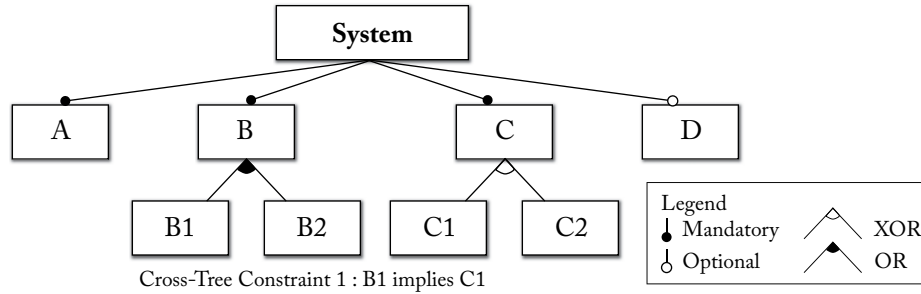 System
A B C D
B1 B2 C1 C2
Cross-Tree Constraint 1 : B1 implies C1
Legend
Mandatory XOR
Optional OR